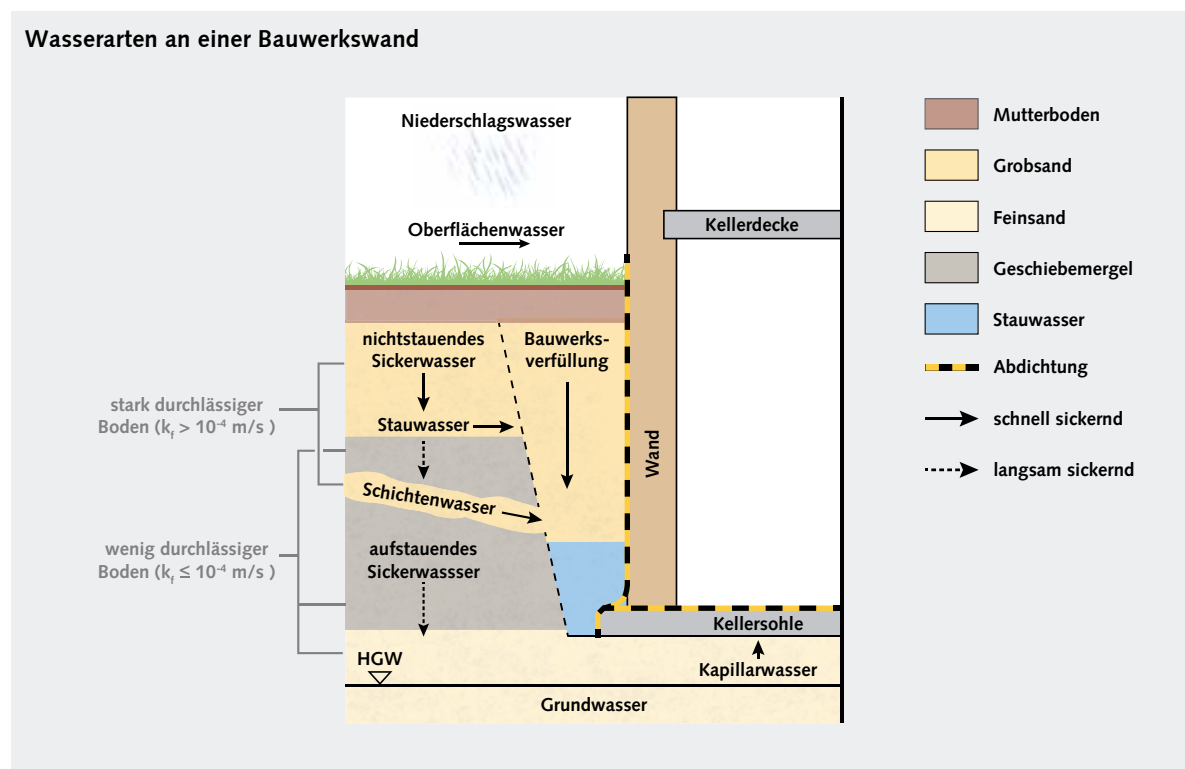 Wasserarten an einer Bauwerkswand
Niederschlagswasser
Oberflächenwasser
Kellerdecke
nichtstauendes
Sickerwasser
Bauwerks-
verfüllung
Stauwasser
Schichtenwasser
aufstauendes
Sickerwassser
Wand
Kellersohle
Kapillarwasser
HGW
Grundwasser
stark durchlässiger
Boden (kf > 10⁻⁴ m/s )
wenig durchlässiger
Boden (kf ≤ 10⁻⁴ m/s )
Mutterboden
Grobsand
Feinsand
Geschiebemergel
Stauwasser
Abdichtung
schnell sickernd
langsam sickernd